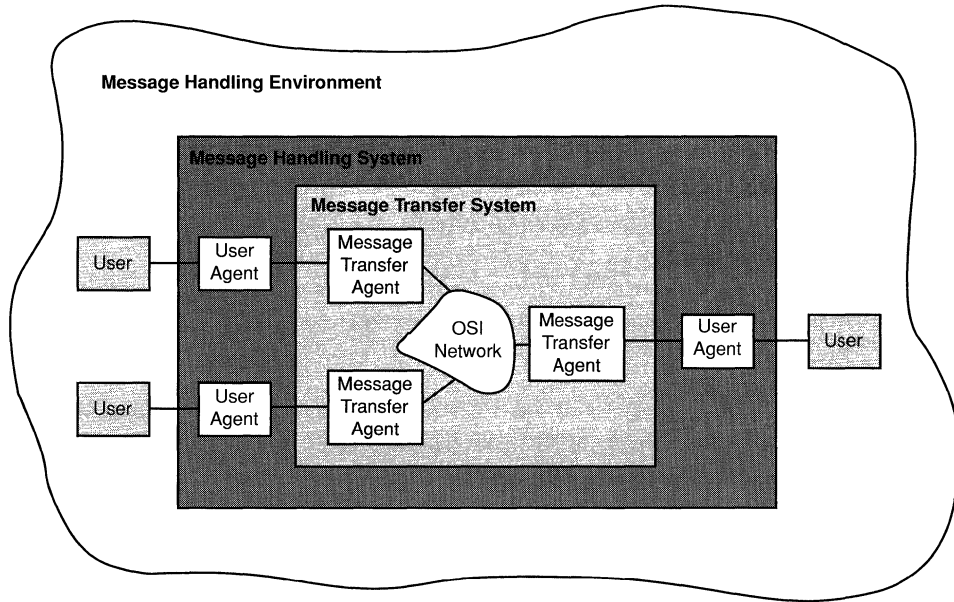 Message Handling Environment
Message Handling System
Message Transfer System
User
User
Agent
Message
Transfer
Agent
OSI
Network
Message
Transfer
Agent
User
Agent
User
User
User
Agent
Message
Transfer
Agent